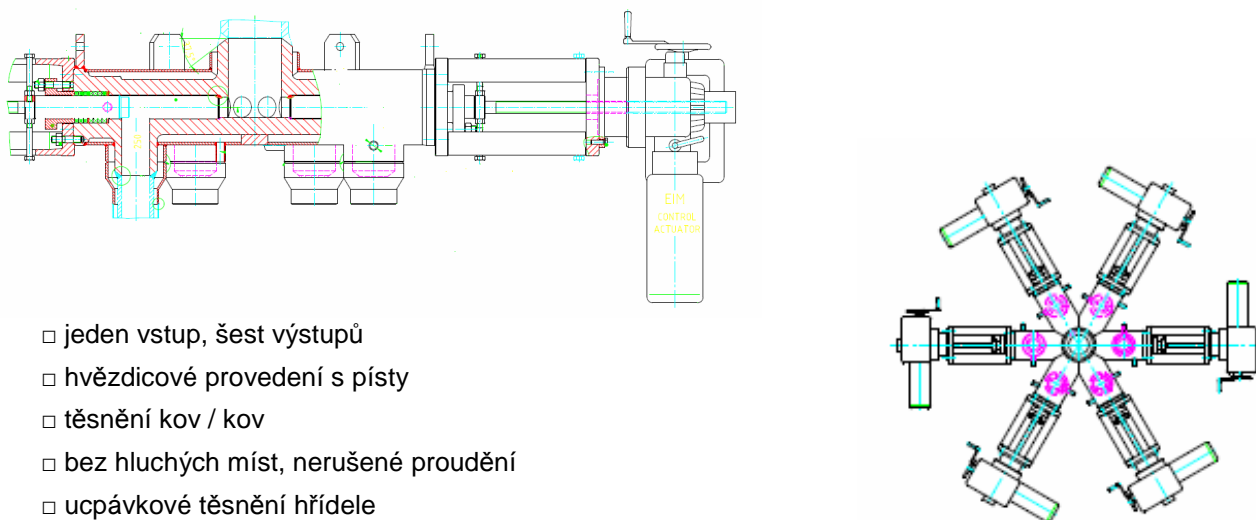 EIM
CONTROL
ACTUATOR
□ jeden vstup, šest výstupů
□ hvězdicové provedení s písty
□ těsnění kov / kov
□ bez hluchých míst, nerušené proudění
□ ucpávkové těsnění hřídele